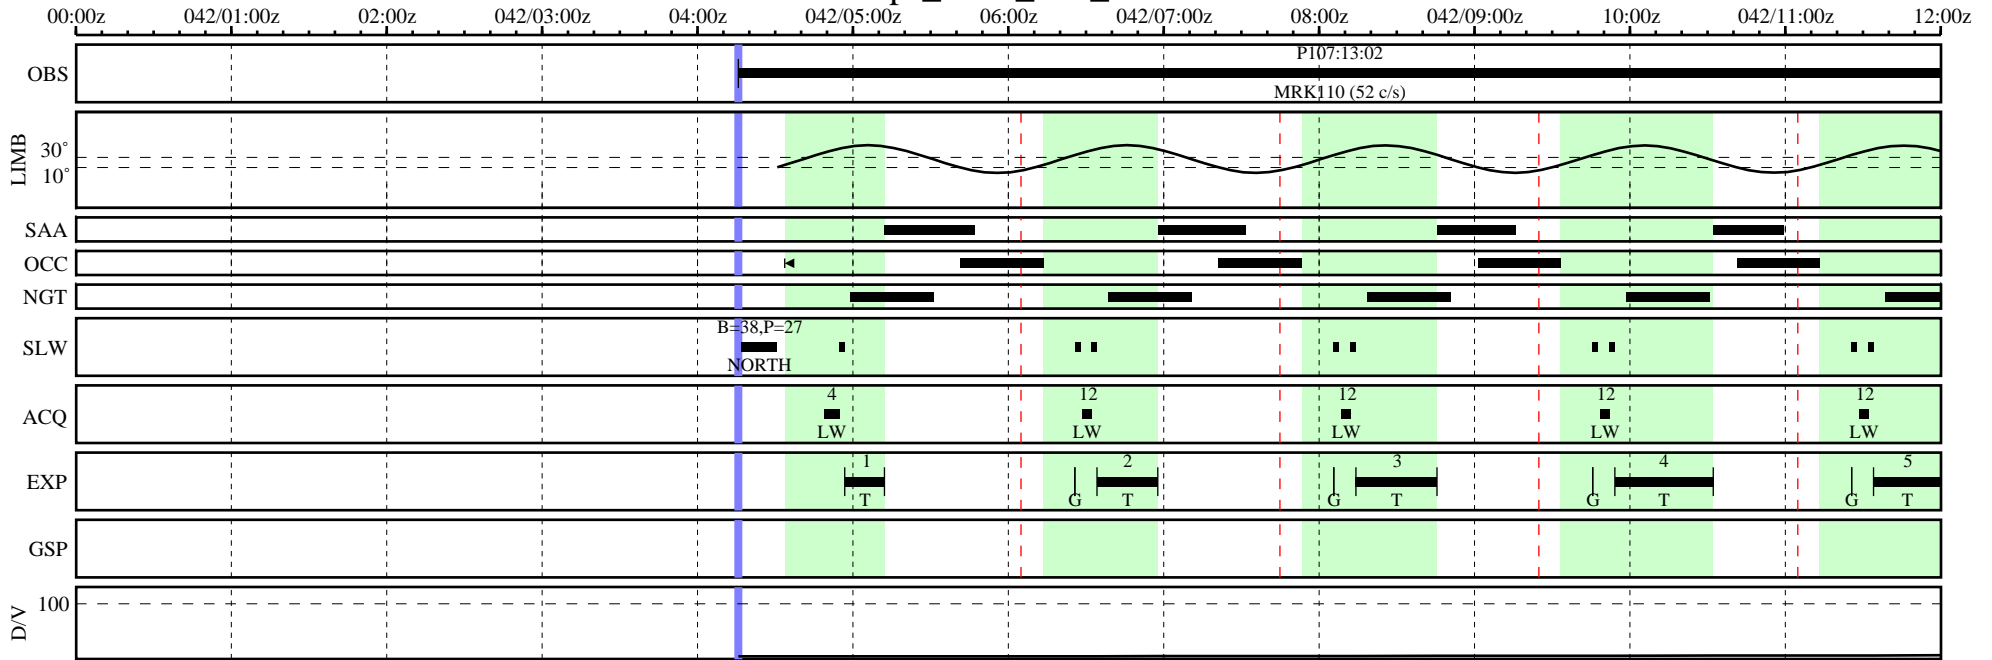 00:00z 042/01:00z 02:00z 042/03:00z 04:00z 042/05:00z 06:00z 042/07:00z 08:00z 042/09:00z 10:00z 042/11:00z 12:00z
P107:13:02
OBS
MRK110 (52 c/s)
LIMB
30°
10°
SAA
OCC
NGT
B=38,P=27
SLW
NORTH
4 12 12 12 12
ACQ
LW LW LW LW LW
1 2 3 4 5
EXP
T G T G T G T G T
GSP
D/V
100